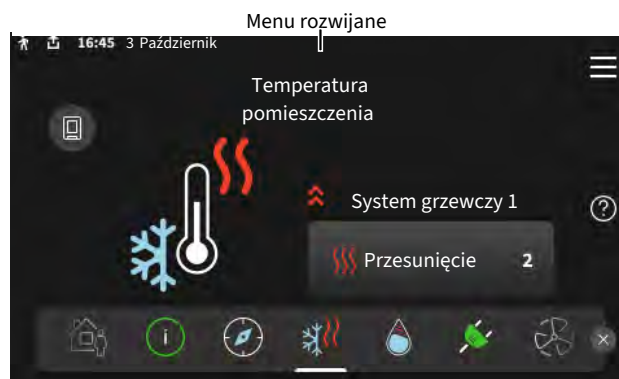 Menu rozwijane
16:45 3 Październik
Temperatura
pomieszczenia
System grzewczy 1
Przesunięcie 2